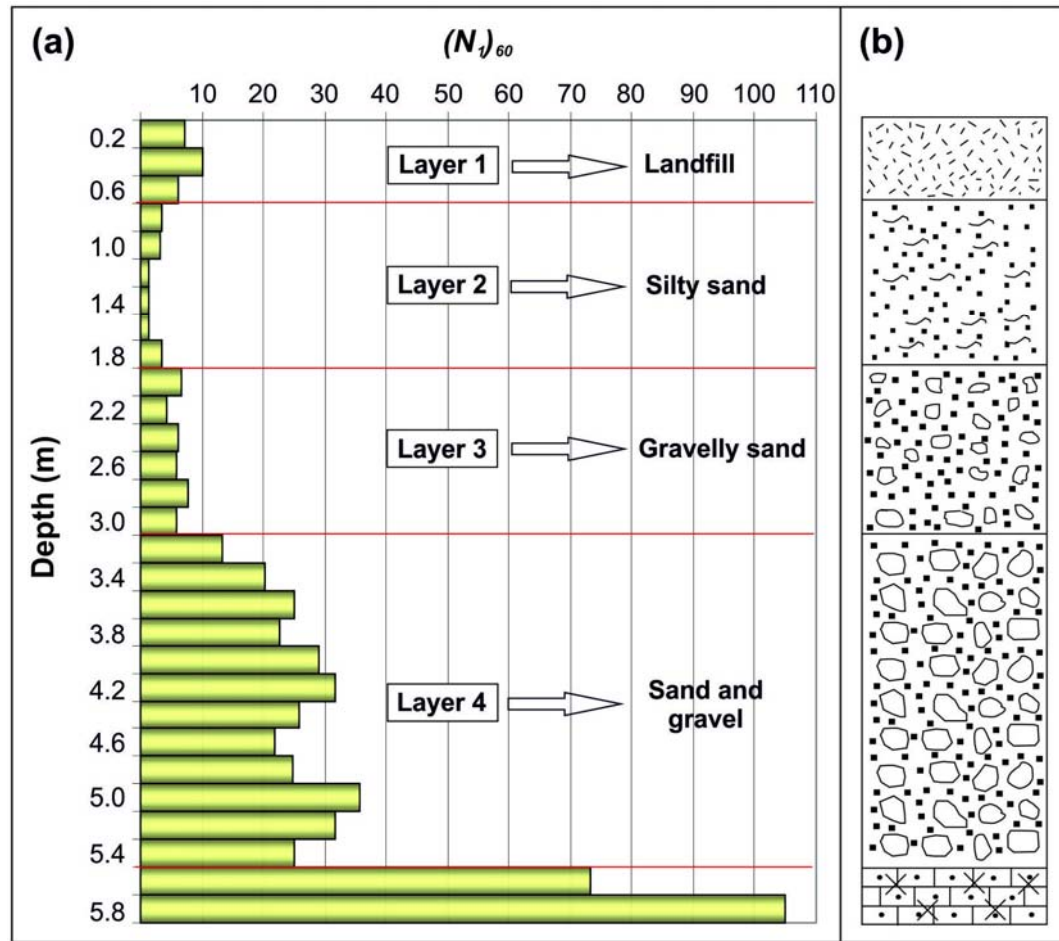 (a)
(N₁)₆₀
(b)
10 20 30 40 50 60 70 80 90 100 110
0.2
Layer 1 Landfill
0.6
1.0
Layer 2 Silty sand
1.4
1.8
2.2
Layer 3 Gravelly sand
2.6
3.0
Depth (m)
3.4
3.8
4.2
Layer 4 Sand and
gravel
4.6
5.0
5.4
5.8